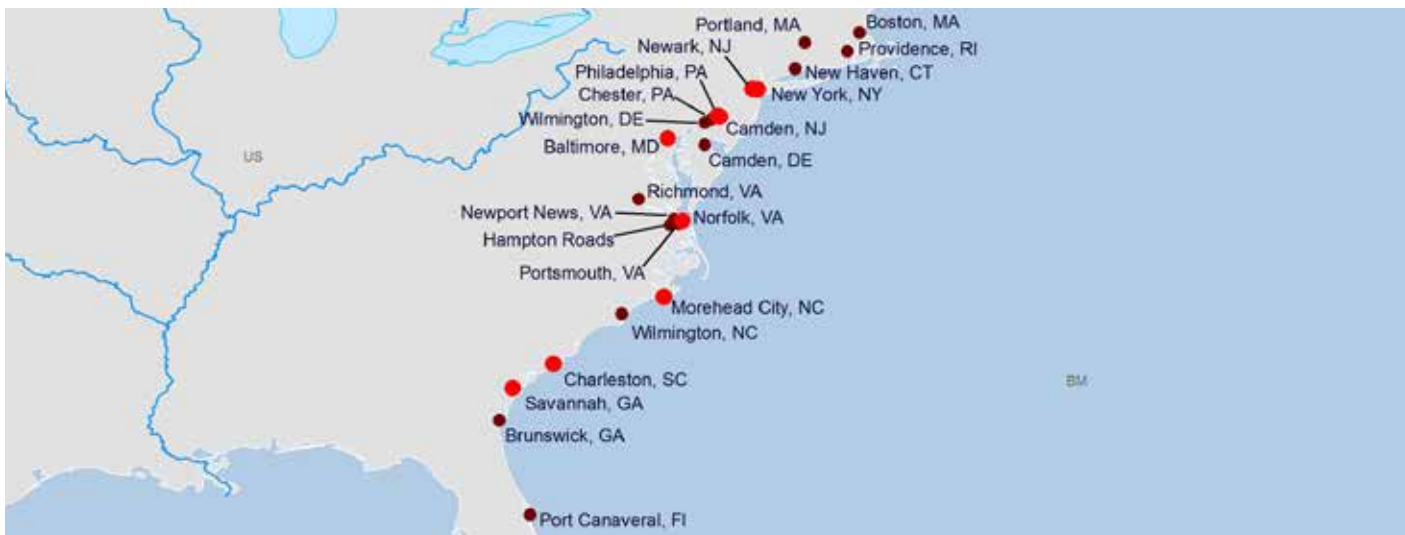 Portland, MA
Boston, MA
Newark, NJ
Providence, RI
Philadelphia, PA
New Haven, CT
Chester, PA
New York, NY
Wilmington, DE
Camden, NJ
Baltimore, MD
Camden, DE
US
Richmond, VA
Newport News, VA
Norfolk, VA
Hampton Roads
Portsmouth, VA
Morehead City, NC
Wilmington, NC
Charleston, SC
BM
Savannah, GA
Brunswick, GA
Port Canaveral, Fl